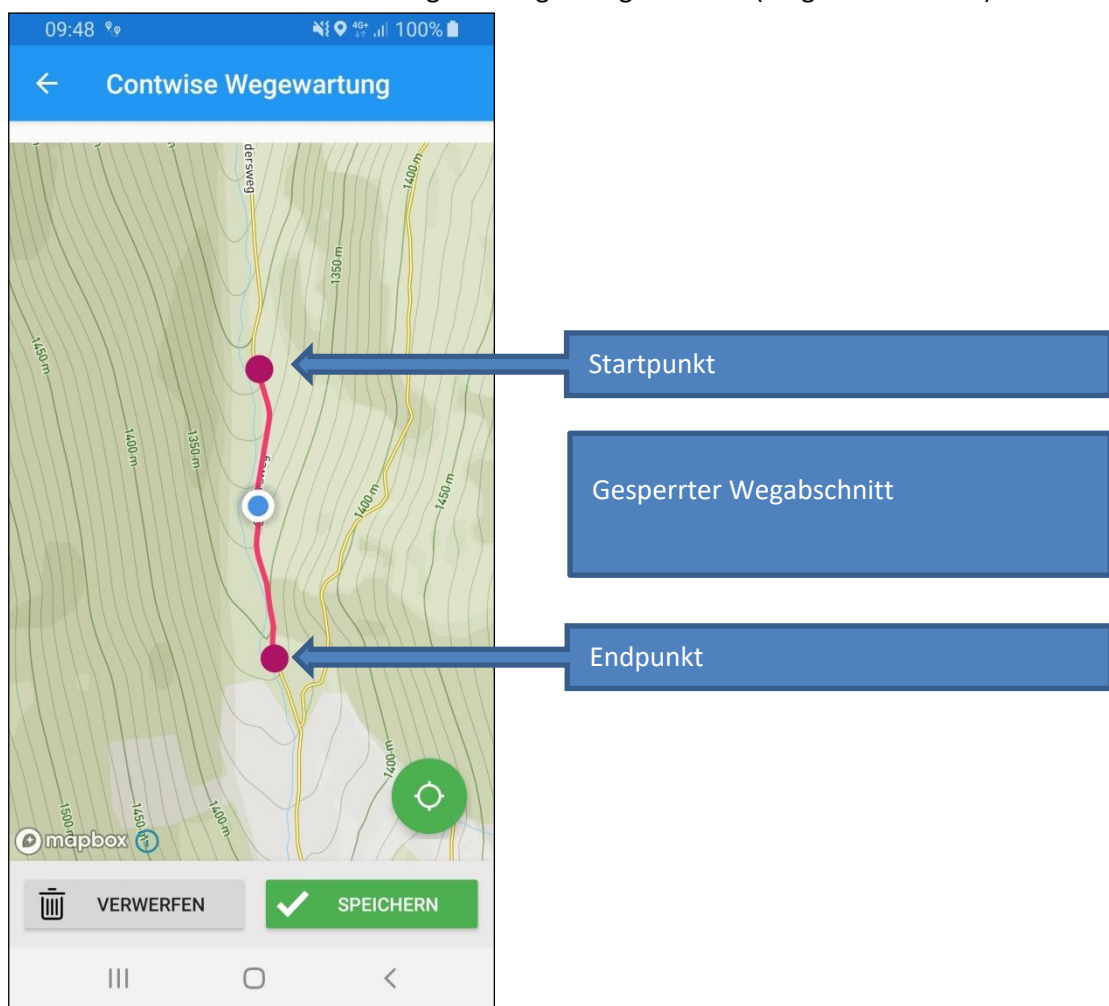 09:48 4G+ 100%
Contwise Wegewartung
dersweg
1400 m
1350 m
1450 m
Startpunkt
1400 m
1350 m
Gesperrter Wegabschnitt
1400 m
1450 m
Endpunkt
1400 m
1500 m
1450 m
1400 m
mapbox
VERWERFEN
SPEICHERN